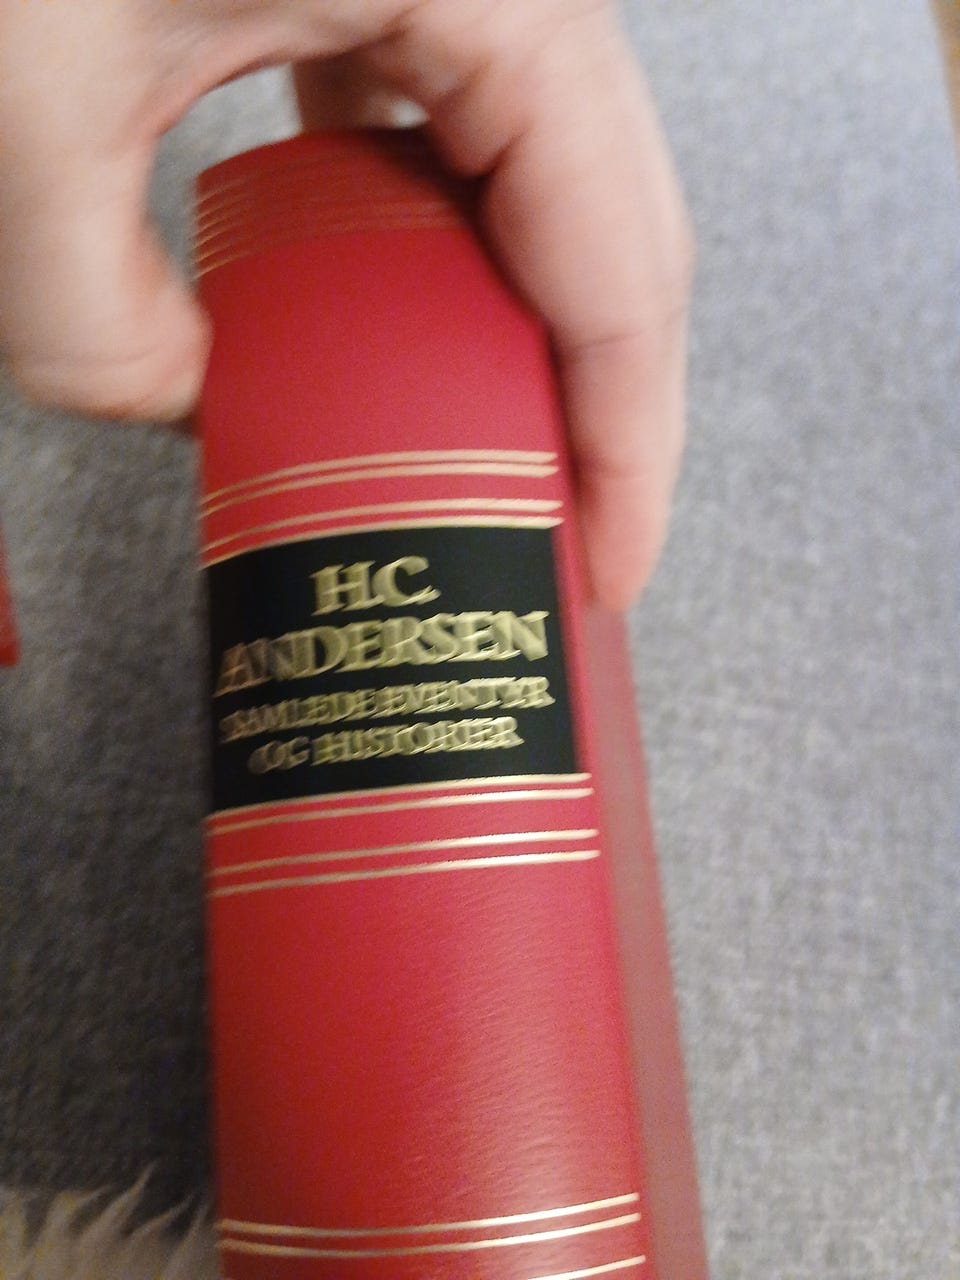 H.C.
ANDERSEN
SAMLEDE EVENTYR
OG HISTORIER